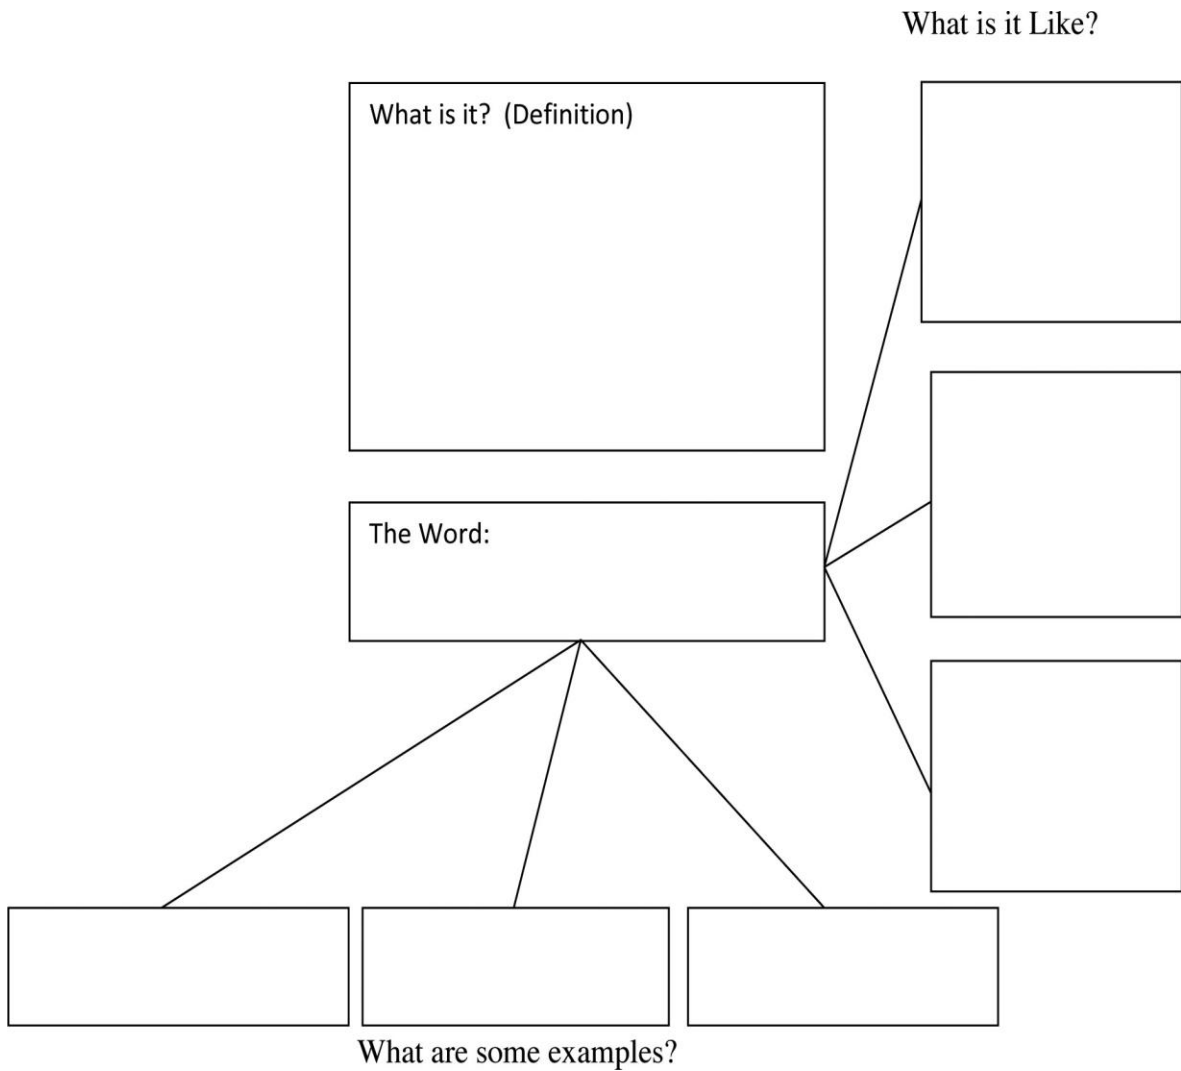 What is it Like?
What is it?  (Definition)
The Word:
What are some examples?